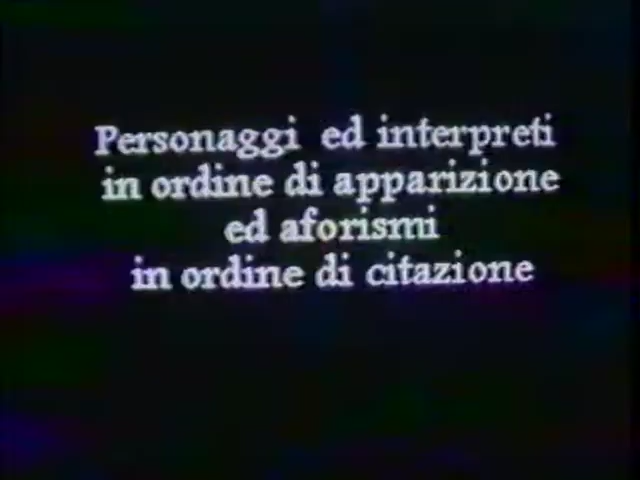 Personaggi ed interpreti
in ordine di apparizione
ed aforismi
in ordine di citazione